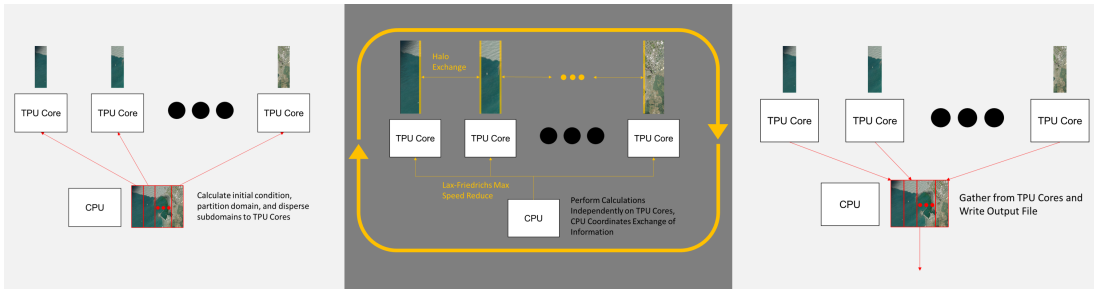 TPU Core
TPU Core
TPU Core
CPU
Calculate initial condition,
partition domain, and disperse
subdomains to TPU Cores
Halo
Exchange
TPU Core
TPU Core
TPU Core
Lax-Friedrichs Max
Speed Reduce
CPU
Perform Calculations
Independently on TPU Cores,
CPU Coordinates Exchange of
Information
TPU Core
TPU Core
TPU Core
CPU
Gather from TPU Cores and
Write Output File